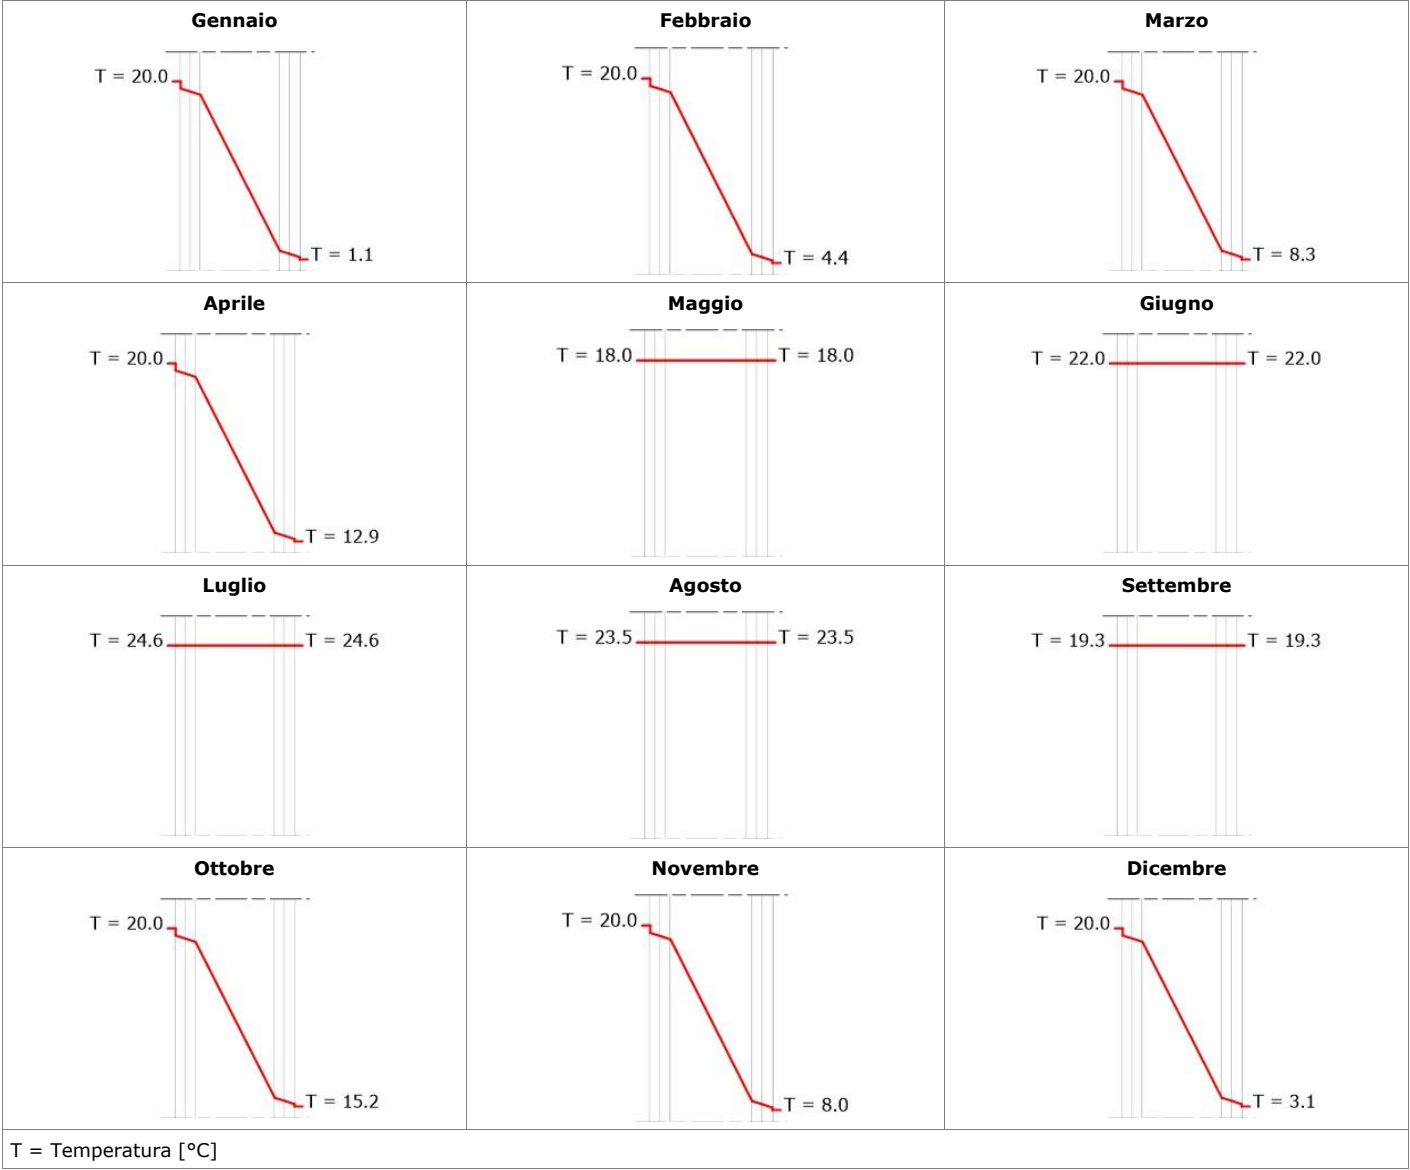 Gennaio
Febbraio
Marzo
T = 20.0
T = 1.1
T = 20.0
T = 4.4
T = 20.0
T = 8.3
Aprile
Maggio
Giugno
T = 20.0
T = 12.9
T = 18.0
T = 18.0
T = 22.0
T = 22.0
Luglio
Agosto
Settembre
T = 24.6
T = 24.6
T = 23.5
T = 23.5
T = 19.3
T = 19.3
Ottobre
Novembre
Dicembre
T = 20.0
T = 15.2
T = 20.0
T = 8.0
T = 20.0
T = 3.1
T = Temperatura [°C]